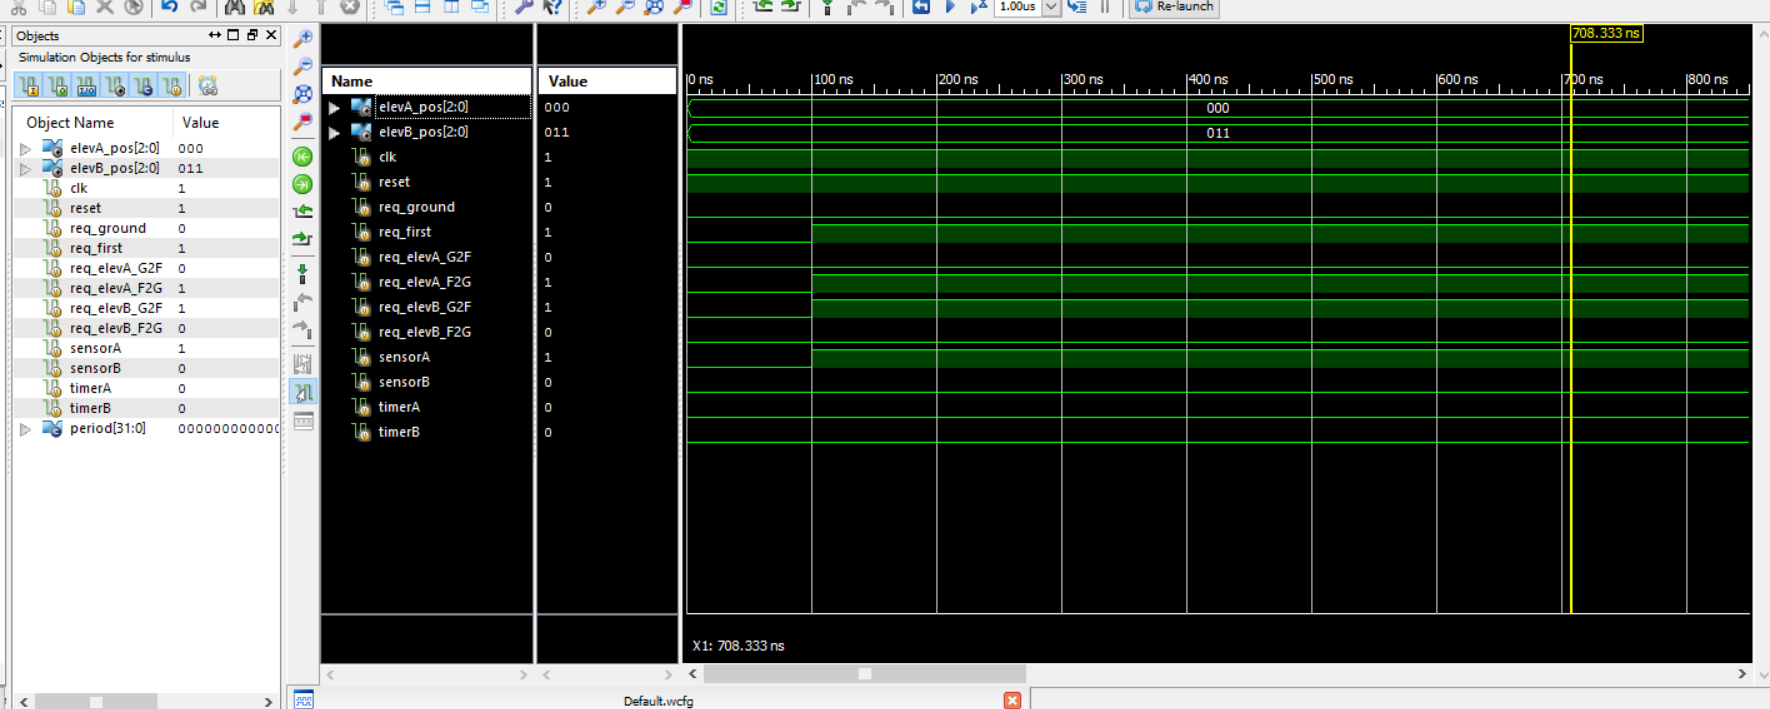 1.00us
Re-launch
Objects
Simulation Objects for stimulus
Object Name Value
elevA_pos[2:0] 000
elevB_pos[2:0] 011
clk 1
reset 1
req_ground 0
req_first 1
req_elevA_G2F 0
req_elevA_F2G 1
req_elevB_G2F 1
req_elevB_F2G 0
sensorA 1
sensorB 0
timerA 0
timerB 0
period[31:0] 0000000000000
Name Value
elevA_pos[2:0] 000
elevB_pos[2:0] 011
clk 1
reset 1
req_ground 0
req_first 1
req_elevA_G2F 0
req_elevA_F2G 1
req_elevB_G2F 1
req_elevB_F2G 0
sensorA 1
sensorB 0
timerA 0
timerB 0
708.333 ns
0 ns 100 ns 200 ns 300 ns 400 ns 500 ns 600 ns 700 ns 800 ns
000
011
X1: 708.333 ns
Default.wcfg